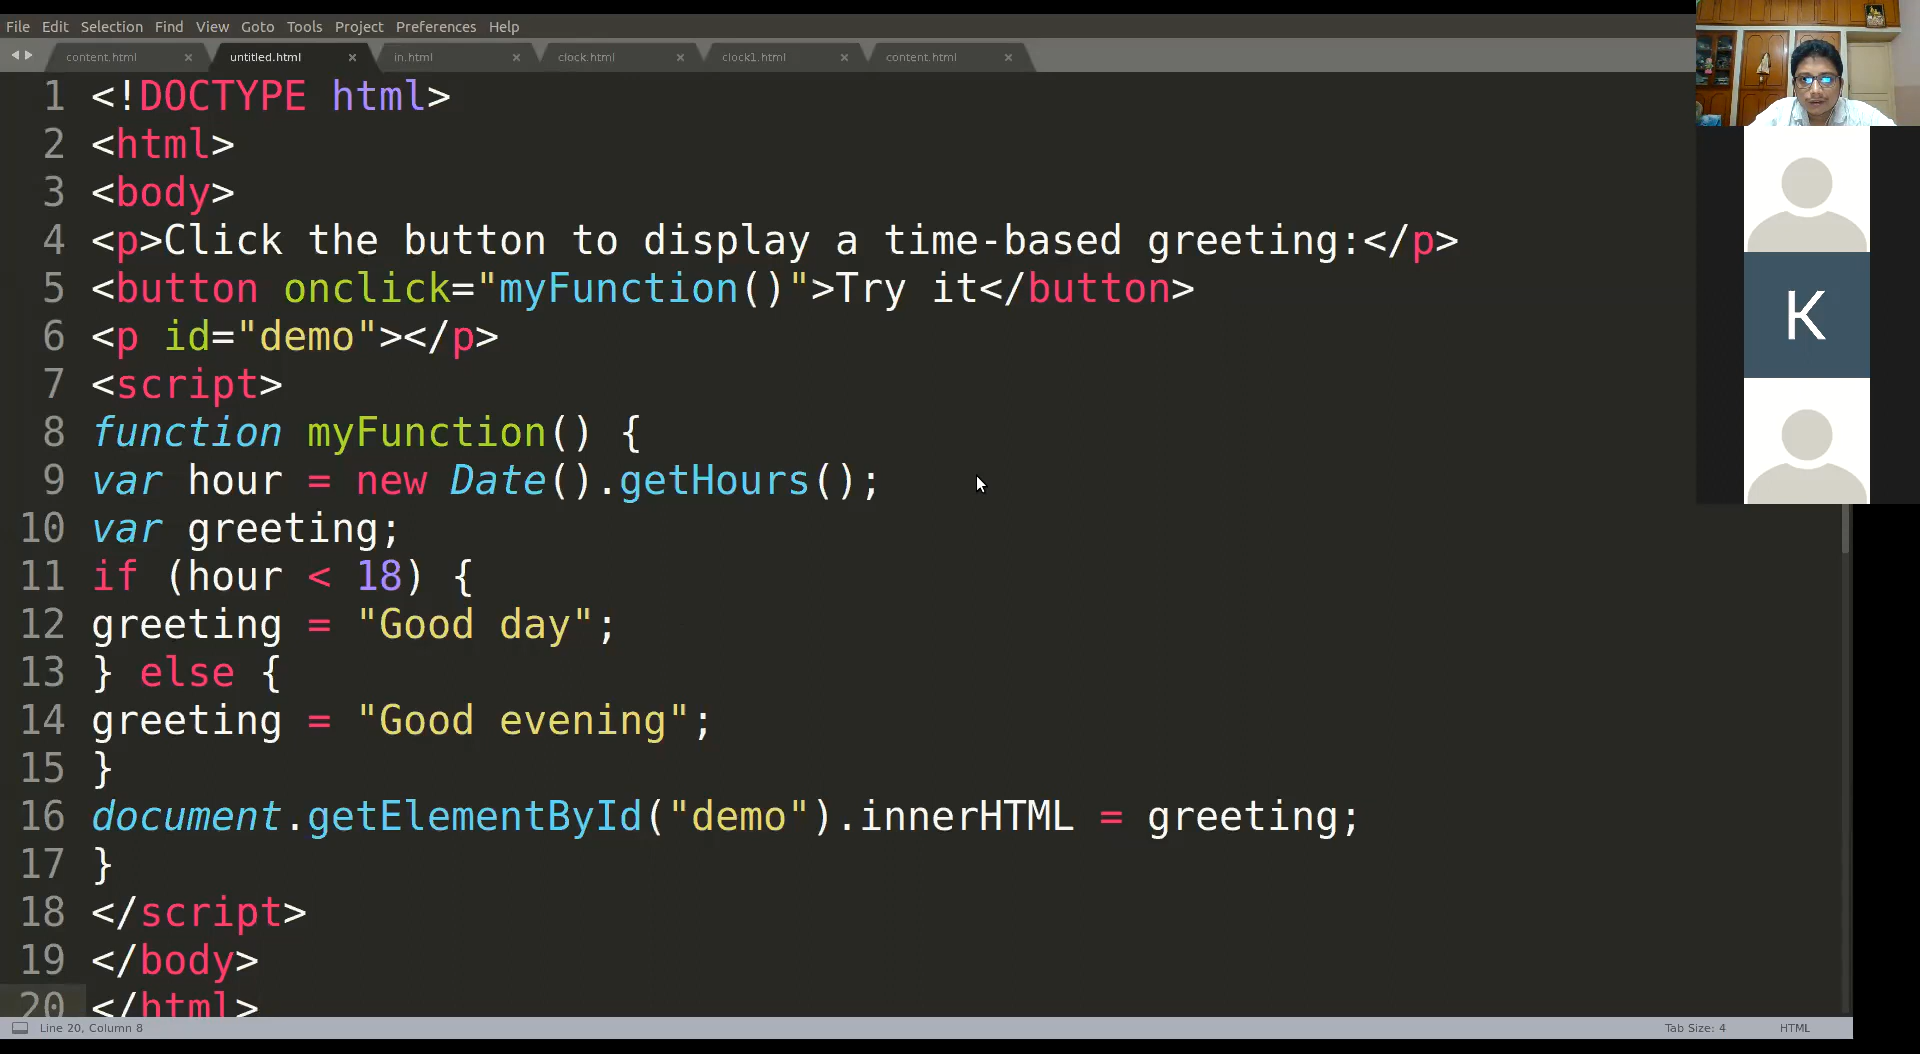 File Edit Selection Find View Goto Tools Project Preferences Help
content.html × untitled.html × in.html × clock.html × clock1.html × content.html ×
1 <!DOCTYPE html>
2 <html>
3 <body>
4 <p>Click the button to display a time-based greeting:</p>
5 <button onclick="myFunction()">Try it</button>
6 <p id="demo"></p>
7 <script>
8 function myFunction() {
9 var hour = new Date().getHours();
10 var greeting;
11 if (hour < 18) {
12 greeting = "Good day";
13 } else {
14 greeting = "Good evening";
15 }
16 document.getElementById("demo").innerHTML = greeting;
17 }
18 </script>
19 </body>
20 </html>
K
Line 20, Column 8 Tab Size: 4 HTML